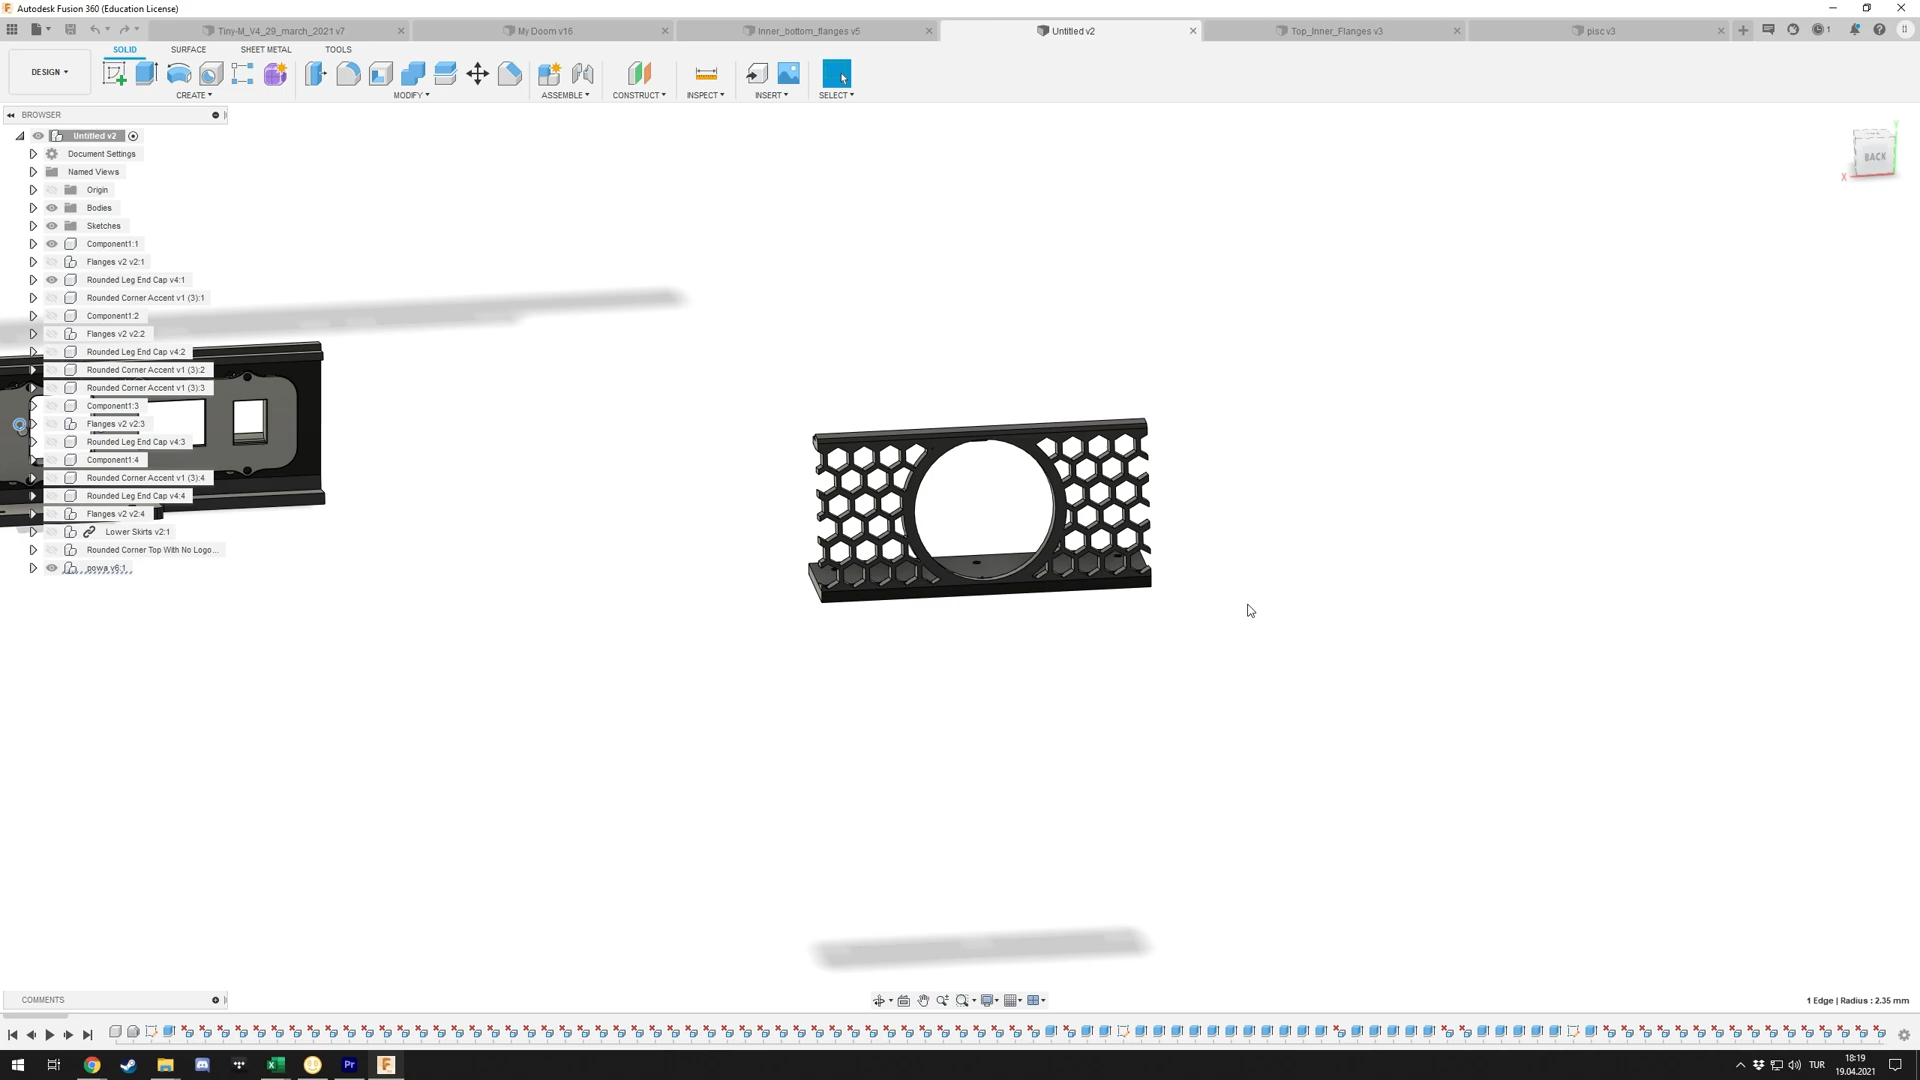 Autodesk Fusion 360 (Education License)
Tiny-M_V4_29_march_2021 v7
My Doom v16
Inner_bottom_flanges v5
Untitled v2
Top_Inner_Flanges v3
pisc v3
1
SOLID
SURFACE
SHEET METAL
TOOLS
DESIGN
CREATE
MODIFY
ASSEMBLE
CONSTRUCT
INSPECT
INSERT
SELECT
BROWSER
Untitled v2
Document Settings
Named Views
Origin
Bodies
Sketches
Component1:1
Flanges v2 v2:1
Rounded Leg End Cap v4:1
Rounded Corner Accent v1 (3):1
Component1:2
Flanges v2 v2:2
Rounded Leg End Cap v4:2
Rounded Corner Accent v1 (3):2
Rounded Corner Accent v1 (3):3
Component1:3
Flanges v2 v2:3
Rounded Leg End Cap v4:3
Component1:4
Rounded Corner Accent v1 (3):4
Rounded Leg End Cap v4:4
Flanges v2 v2:4
Lower Skirts v2:1
Rounded Corner Top With No Logo...
powa v6:1
BACK
X
Y
COMMENTS
1 Edge | Radius : 2.35 mm
TUR
18:19
19.04.2021